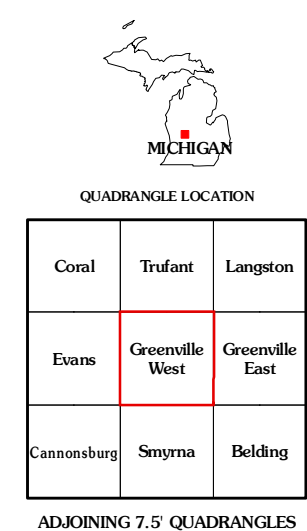 MICHIGAN
QUADRANGLE LOCATION
Coral Trufant Langston
Evans Greenville West Greenville East
Cannonsburg Smyrna Belding
ADJOINING 7.5' QUADRANGLES